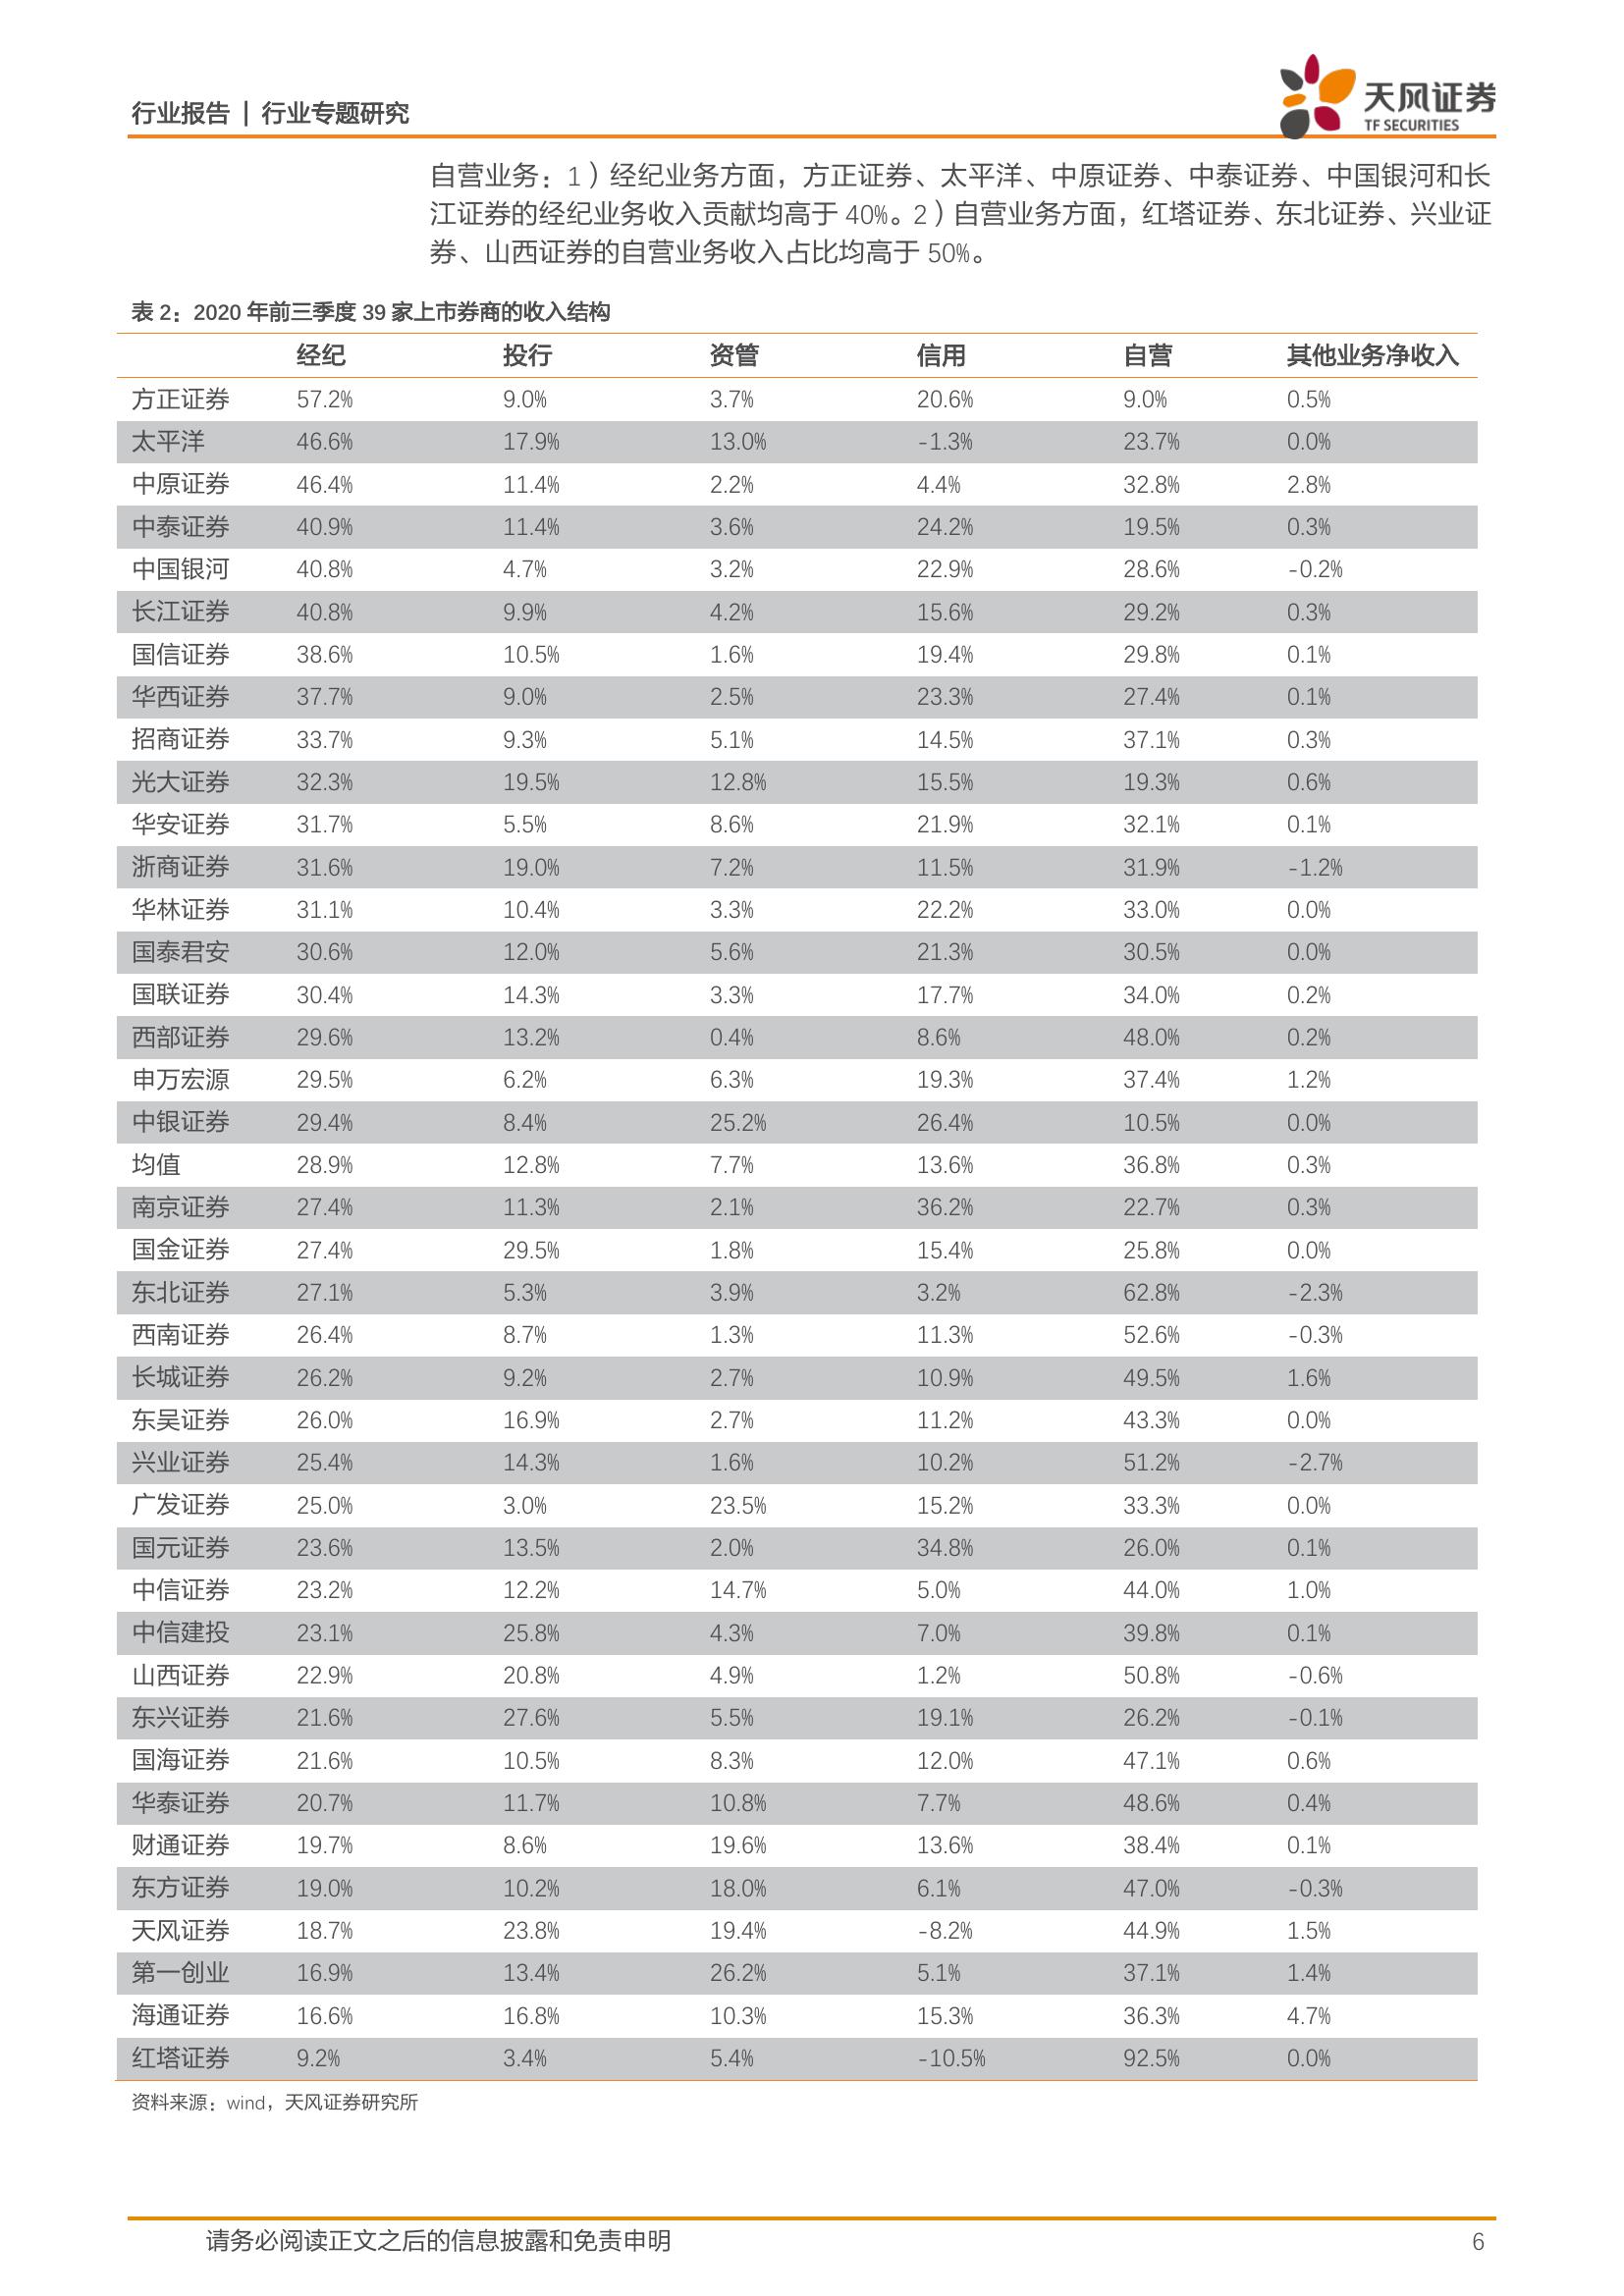 行业报告 | 行业专题研究
天风证券
TF SECURITIES
自营业务：1）经纪业务方面，方正证券、太平洋、中原证券、中泰证券、中国银河和长
江证券的经纪业务收入贡献均高于 40%。2）自营业务方面，红塔证券、东北证券、兴业证
券、山西证券的自营业务收入占比均高于 50%。
表 2：2020 年前三季度 39 家上市券商的收入结构
经纪 投行 资管 信用 自营 其他业务净收入
方正证券 57.2% 9.0% 3.7% 20.6% 9.0% 0.5%
太平洋 46.6% 17.9% 13.0% -1.3% 23.7% 0.0%
中原证券 46.4% 11.4% 2.2% 4.4% 32.8% 2.8%
中泰证券 40.9% 11.4% 3.6% 24.2% 19.5% 0.3%
中国银河 40.8% 4.7% 3.2% 22.9% 28.6% -0.2%
长江证券 40.8% 9.9% 4.2% 15.6% 29.2% 0.3%
国信证券 38.6% 10.5% 1.6% 19.4% 29.8% 0.1%
华西证券 37.7% 9.0% 2.5% 23.3% 27.4% 0.1%
招商证券 33.7% 9.3% 5.1% 14.5% 37.1% 0.3%
光大证券 32.3% 19.5% 12.8% 15.5% 19.3% 0.6%
华安证券 31.7% 5.5% 8.6% 21.9% 32.1% 0.1%
浙商证券 31.6% 19.0% 7.2% 11.5% 31.9% -1.2%
华林证券 31.1% 10.4% 3.3% 22.2% 33.0% 0.0%
国泰君安 30.6% 12.0% 5.6% 21.3% 30.5% 0.0%
国联证券 30.4% 14.3% 3.3% 17.7% 34.0% 0.2%
西部证券 29.6% 13.2% 0.4% 8.6% 48.0% 0.2%
申万宏源 29.5% 6.2% 6.3% 19.3% 37.4% 1.2%
中银证券 29.4% 8.4% 25.2% 26.4% 10.5% 0.0%
均值 28.9% 12.8% 7.7% 13.6% 36.8% 0.3%
南京证券 27.4% 11.3% 2.1% 36.2% 22.7% 0.3%
国金证券 27.4% 29.5% 1.8% 15.4% 25.8% 0.0%
东北证券 27.1% 5.3% 3.9% 3.2% 62.8% -2.3%
西南证券 26.4% 8.7% 1.3% 11.3% 52.6% -0.3%
长城证券 26.2% 9.2% 2.7% 10.9% 49.5% 1.6%
东吴证券 26.0% 16.9% 2.7% 11.2% 43.3% 0.0%
兴业证券 25.4% 14.3% 1.6% 10.2% 51.2% -2.7%
广发证券 25.0% 3.0% 23.5% 15.2% 33.3% 0.0%
国元证券 23.6% 13.5% 2.0% 34.8% 26.0% 0.1%
中信证券 23.2% 12.2% 14.7% 5.0% 44.0% 1.0%
中信建投 23.1% 25.8% 4.3% 7.0% 39.8% 0.1%
山西证券 22.9% 20.8% 4.9% 1.2% 50.8% -0.6%
东兴证券 21.6% 27.6% 5.5% 19.1% 26.2% -0.1%
国海证券 21.6% 10.5% 8.3% 12.0% 47.1% 0.6%
华泰证券 20.7% 11.7% 10.8% 7.7% 48.6% 0.4%
财通证券 19.7% 8.6% 19.6% 13.6% 38.4% 0.1%
东方证券 19.0% 10.2% 18.0% 6.1% 47.0% -0.3%
天风证券 18.7% 23.8% 19.4% -8.2% 44.9% 1.5%
第一创业 16.9% 13.4% 26.2% 5.1% 37.1% 1.4%
海通证券 16.6% 16.8% 10.3% 15.3% 36.3% 4.7%
红塔证券 9.2% 3.4% 5.4% -10.5% 92.5% 0.0%
资料来源：wind，天风证券研究所
请务必阅读正文之后的信息披露和免责申明 6